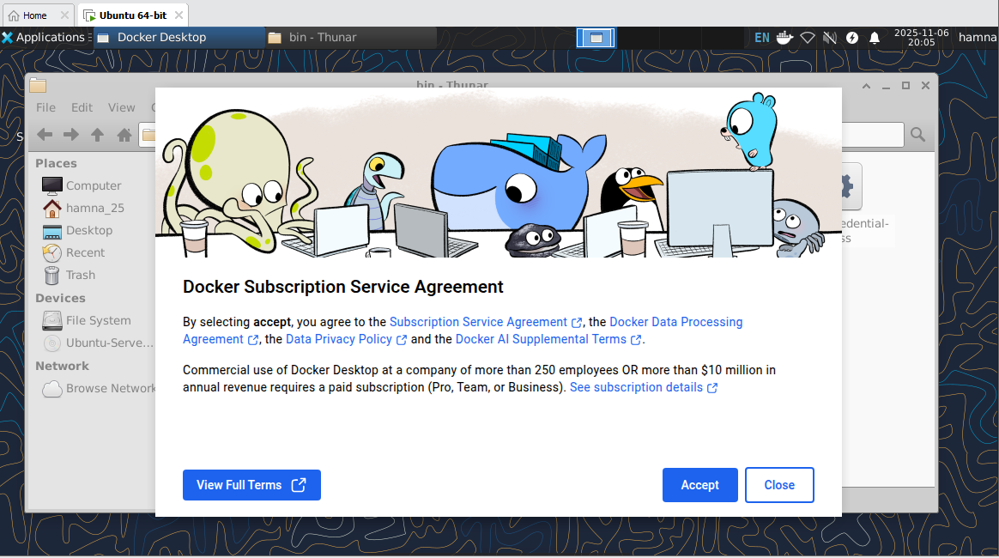 Home
Ubuntu 64-bit
Applications
Docker Desktop
bin - Thunar
EN
2025-11-06
20:05
hamna
bin - Thunar
File
Edit
View
Places
Computer
hamna_25
Desktop
Recent
Trash
Devices
File System
Ubuntu-Serve...
Network
Browse Network
Docker Subscription Service Agreement
By selecting accept, you agree to the Subscription Service Agreement, the Docker Data Processing
Agreement, the Data Privacy Policy and the Docker AI Supplemental Terms.
Commercial use of Docker Desktop at a company of more than 250 employees OR more than $10 million in
annual revenue requires a paid subscription (Pro, Team, or Business). See subscription details
View Full Terms
Accept
Close